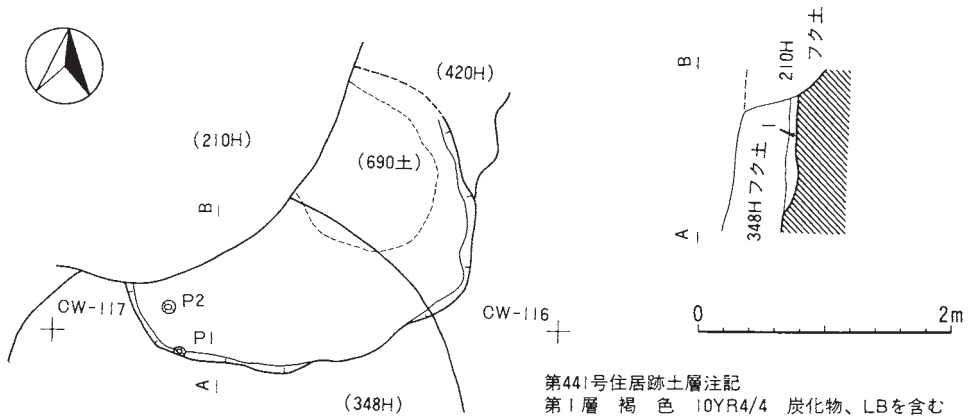 (420H)
(210H)
(690土)
B
CW-117
P2
P1
CW-116
A
(348H)
B
210H フク土
1
348H フク土
A
0 2m
第441号住居跡土層注記
第1層 褐 色 10YR4/4 炭化物、LBを含む